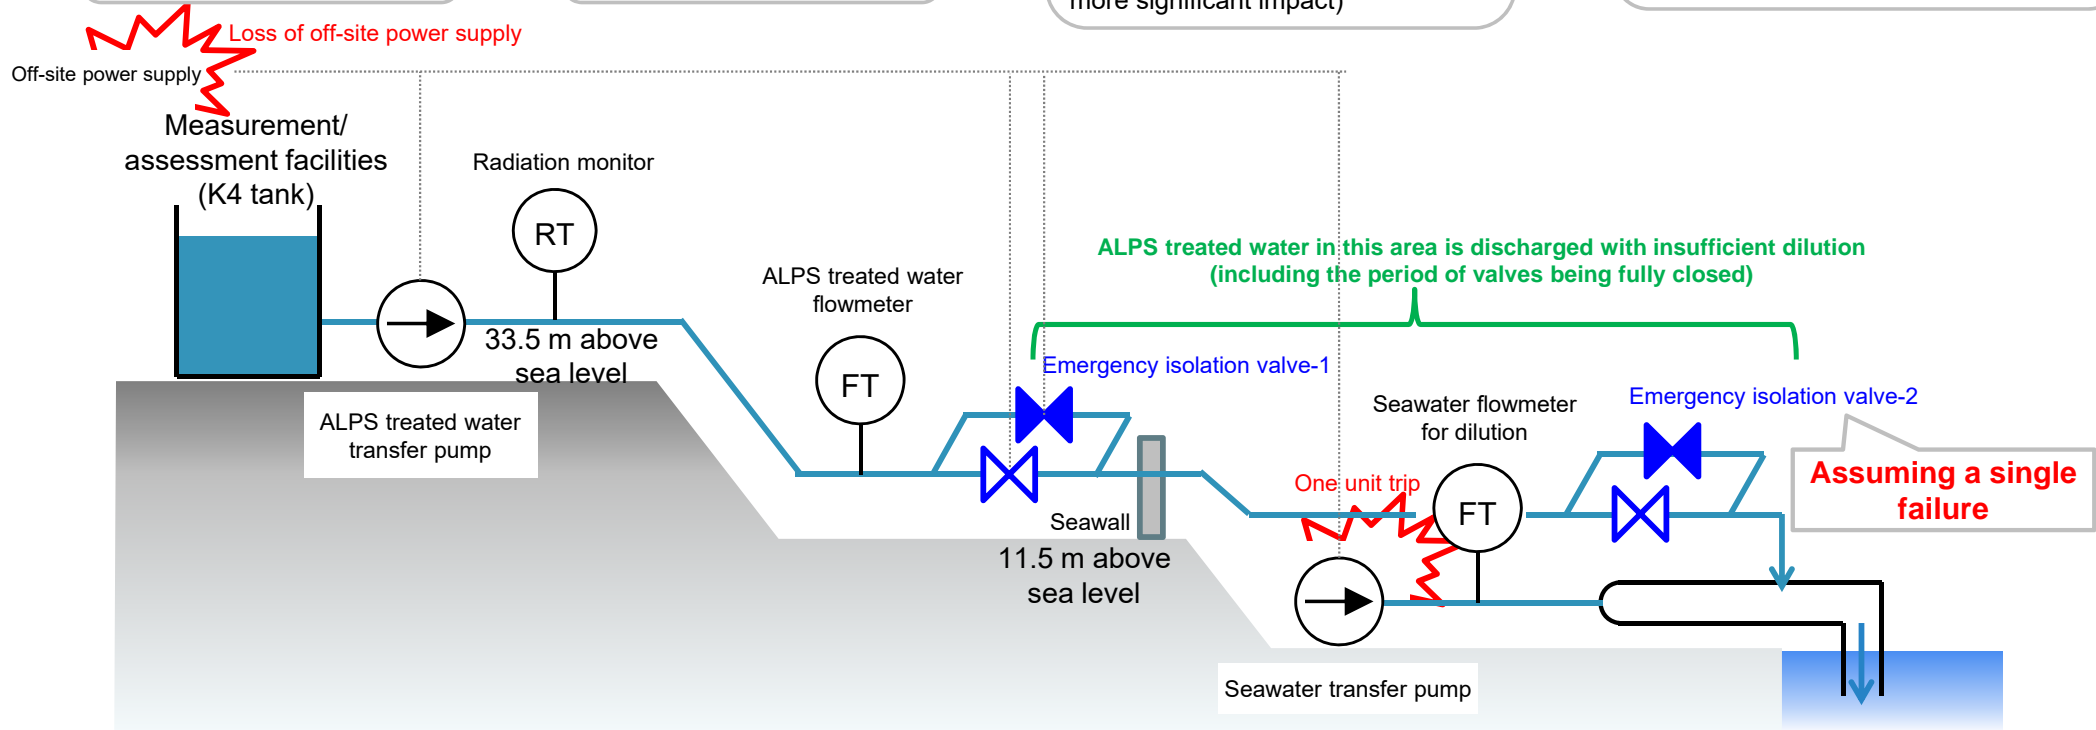 more significant impact)
Loss of off-site power supply
Off-site power supply
Measurement/
assessment facilities
(K4 tank)
Radiation monitor
RT
ALPS treated water in this area is discharged with insufficient dilution
(including the period of valves being fully closed)
ALPS treated water
flowmeter
33.5 m above
sea level
FT
Emergency isolation valve-1
Seawater flowmeter
for dilution
Emergency isolation valve-2
ALPS treated water
transfer pump
Assuming a single
failure
One unit trip
FT
Seawall
11.5 m above
sea level
Seawater transfer pump